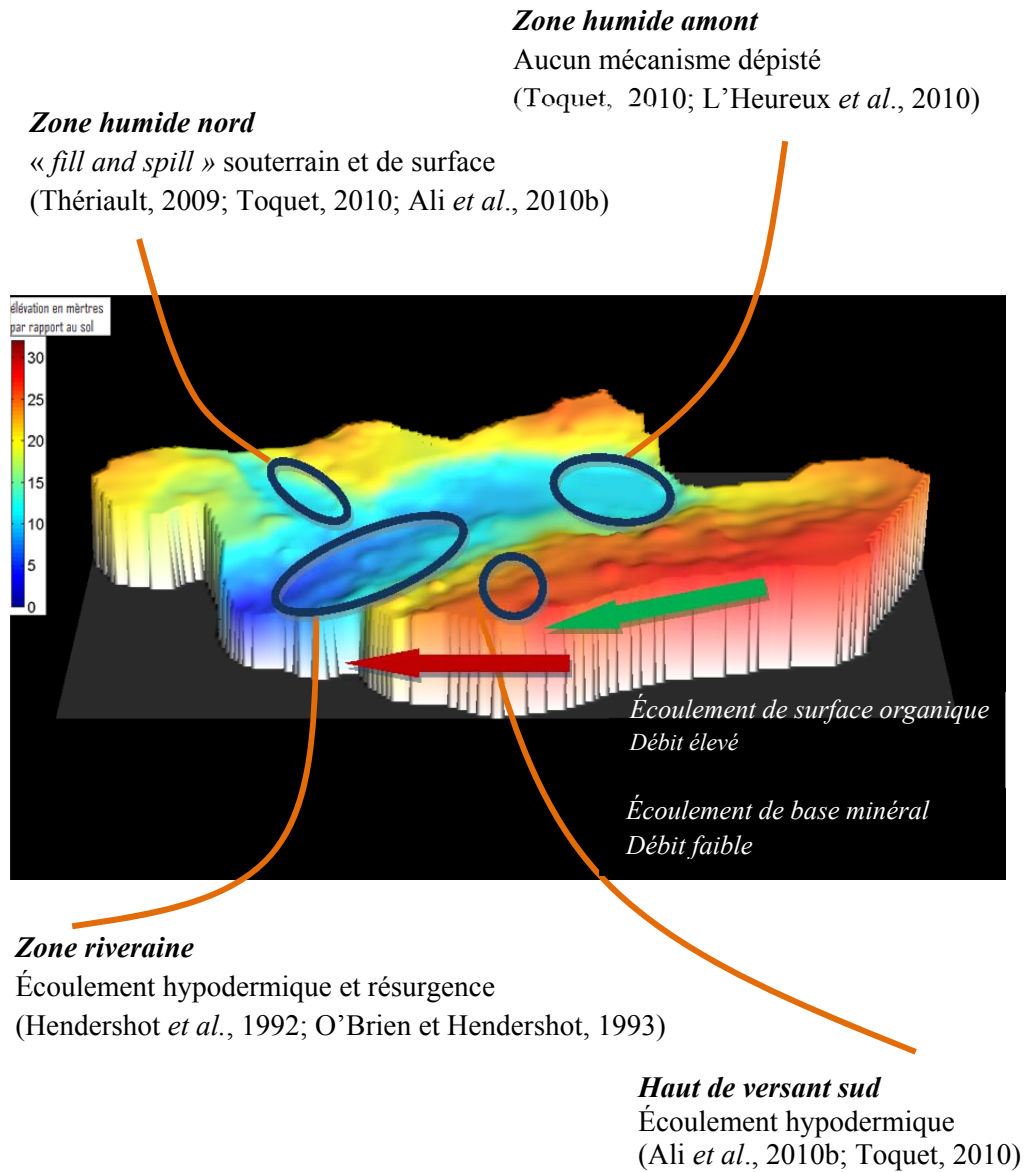 Zone humide amont
Aucun mécanisme dépisté
(Toquet, 2010; L'Heureux et al., 2010)
Zone humide nord
« fill and spill » souterrain et de surface
(Thériault, 2009; Toquet, 2010; Ali et al., 2010b)
élévation en mèrtres
par rapport au sol
30
25
20
15
10
5
0
Écoulement de surface organique
Débit élevé
Écoulement de base minéral
Débit faible
Zone riveraine
Écoulement hypodermique et résurgence
(Hendershot et al., 1992; O'Brien et Hendershot, 1993)
Haut de versant sud
Écoulement hypodermique
(Ali et al., 2010b; Toquet, 2010)